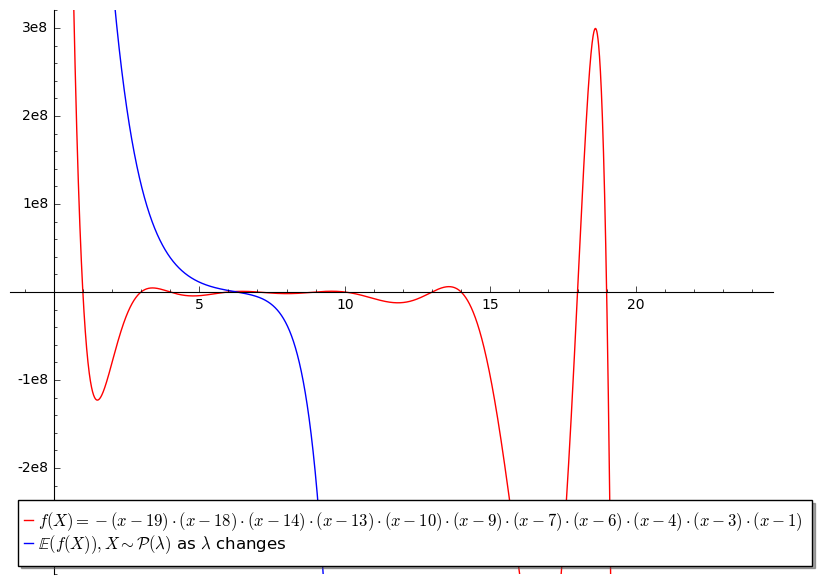 3e8
2e8
1e8
-1e8
-2e8
5 10 15 20
f(X) = −(x − 19) · (x − 18) · (x − 14) · (x − 13) · (x − 10) · (x − 9) · (x − 7) · (x − 6) · (x − 4) · (x − 3) · (x − 1)
𝔼(f(X)), X ∼ 𝒫(λ) as λ changes